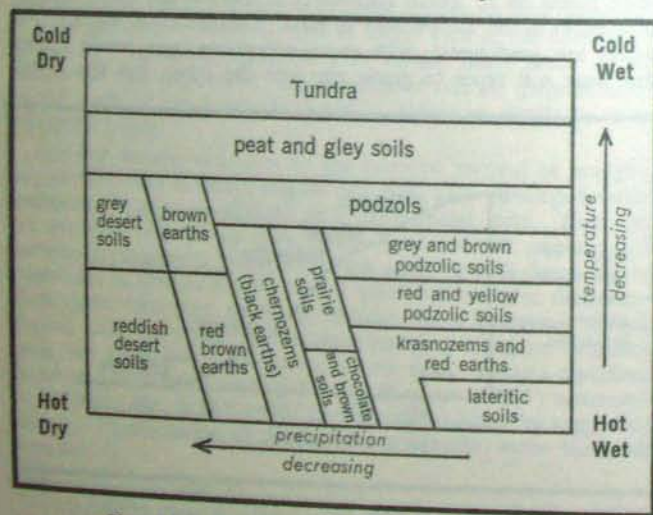 Cold
Dry
Cold
Wet
Tundra
peat and gley soils
podzols
grey
desert
soils
brown
earths
grey and brown
podzolic soils
prairie
soils
chernozems
(black earths)
red and yellow
podzolic soils
reddish
desert
soils
red
brown
earths
krasnozems and
red earths
chocolate
and brown
soils
lateritic
soils
temperature
decreasing
Hot
Dry
Hot
Wet
precipitation
decreasing